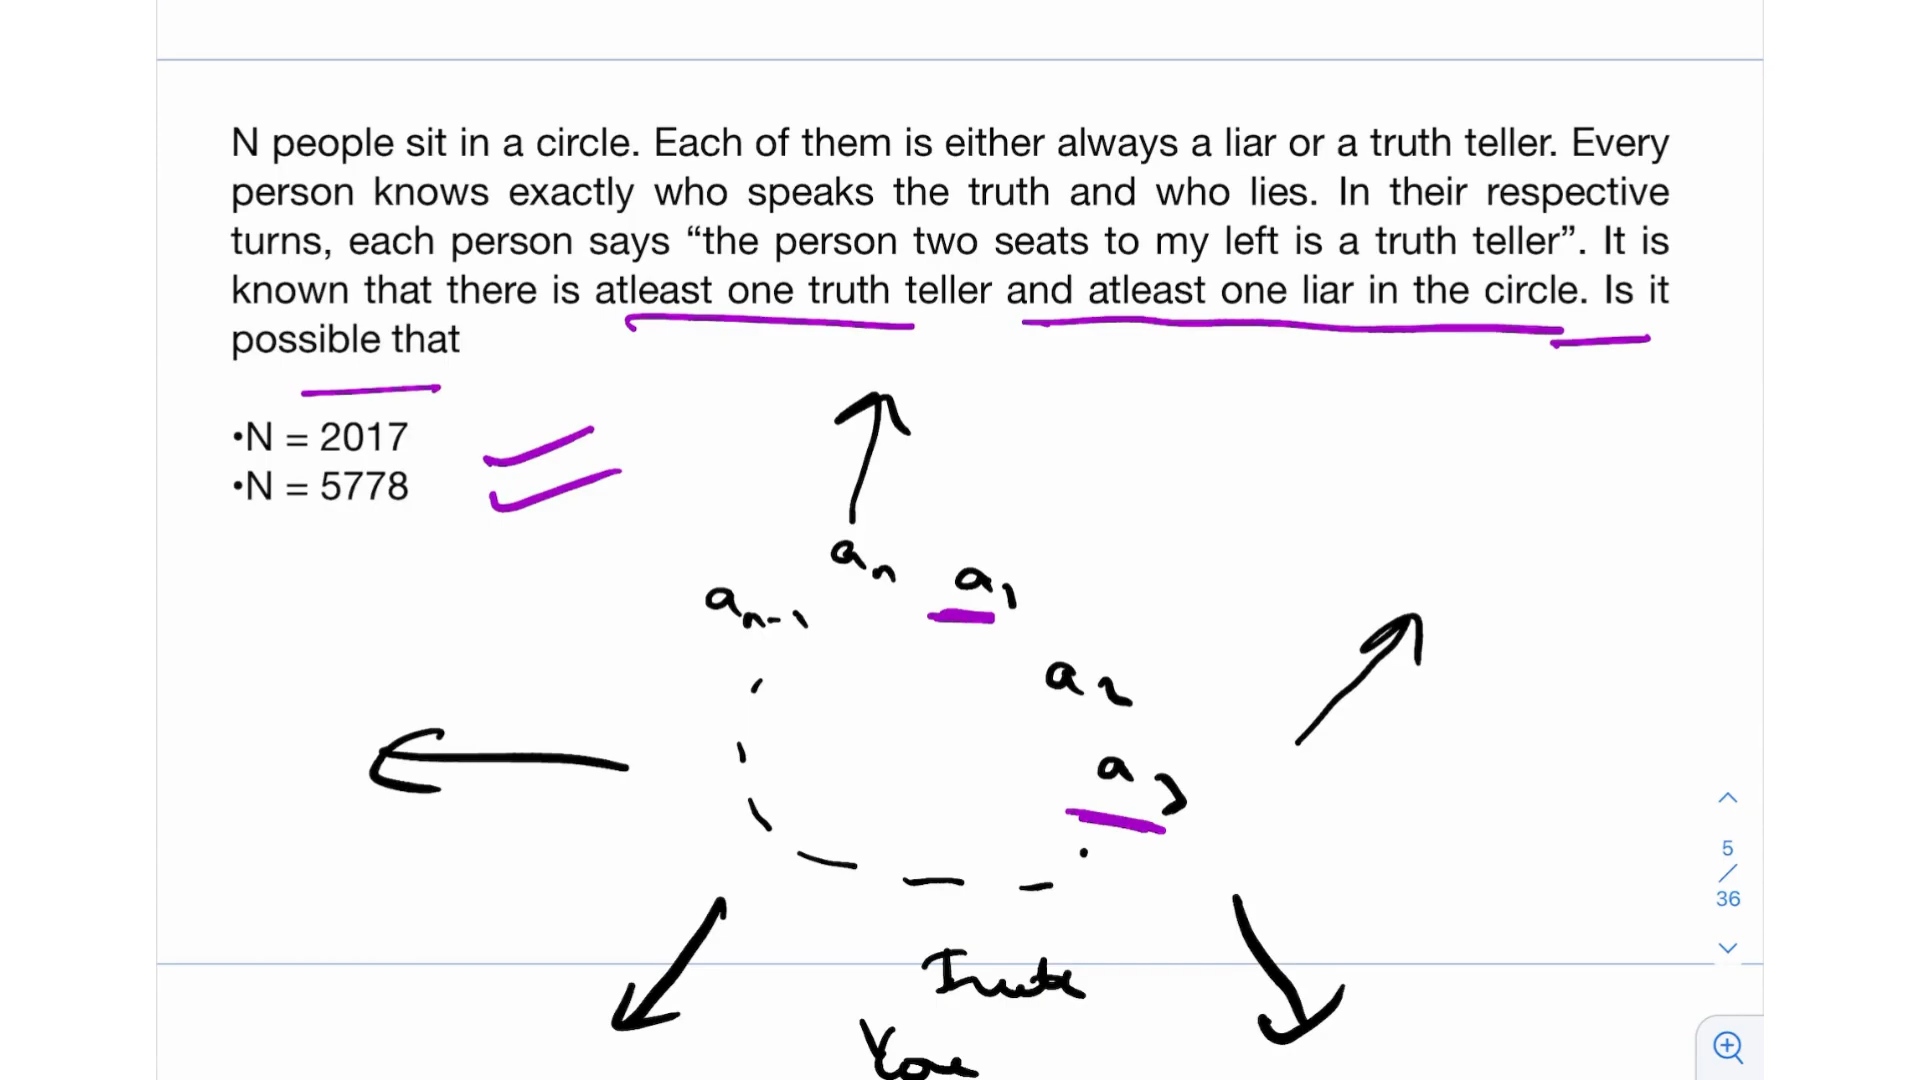 N people sit in a circle. Each of them is either always a liar or a truth teller. Every
person knows exactly who speaks the truth and who lies. In their respective
turns, each person says “the person two seats to my left is a truth teller”. It is
known that there is atleast one truth teller and atleast one liar in the circle. Is it
possible that
•N = 2017
•N = 5778
aₙ a₁
aₙ₋₁
a₂
a₃
5
/
36